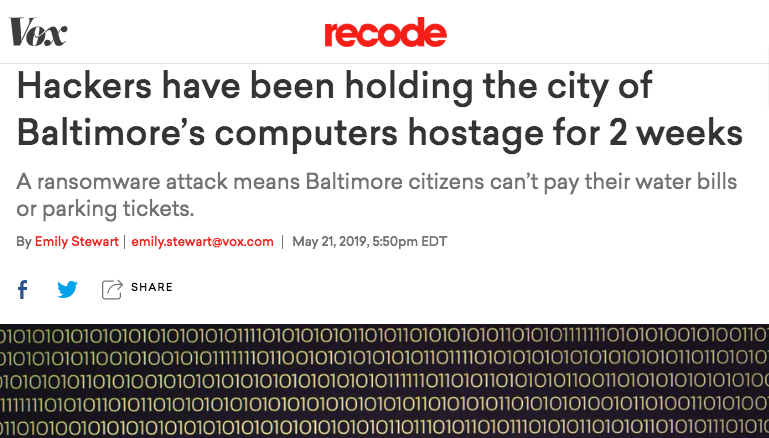 Vox
recode
Hackers have been holding the city of
Baltimore’s computers hostage for 2 weeks
A ransomware attack means Baltimore citizens can’t pay their water bills
or parking tickets.
By Emily Stewart | emily.stewart@vox.com | May 21, 2019, 5:50pm EDT
f SHARE